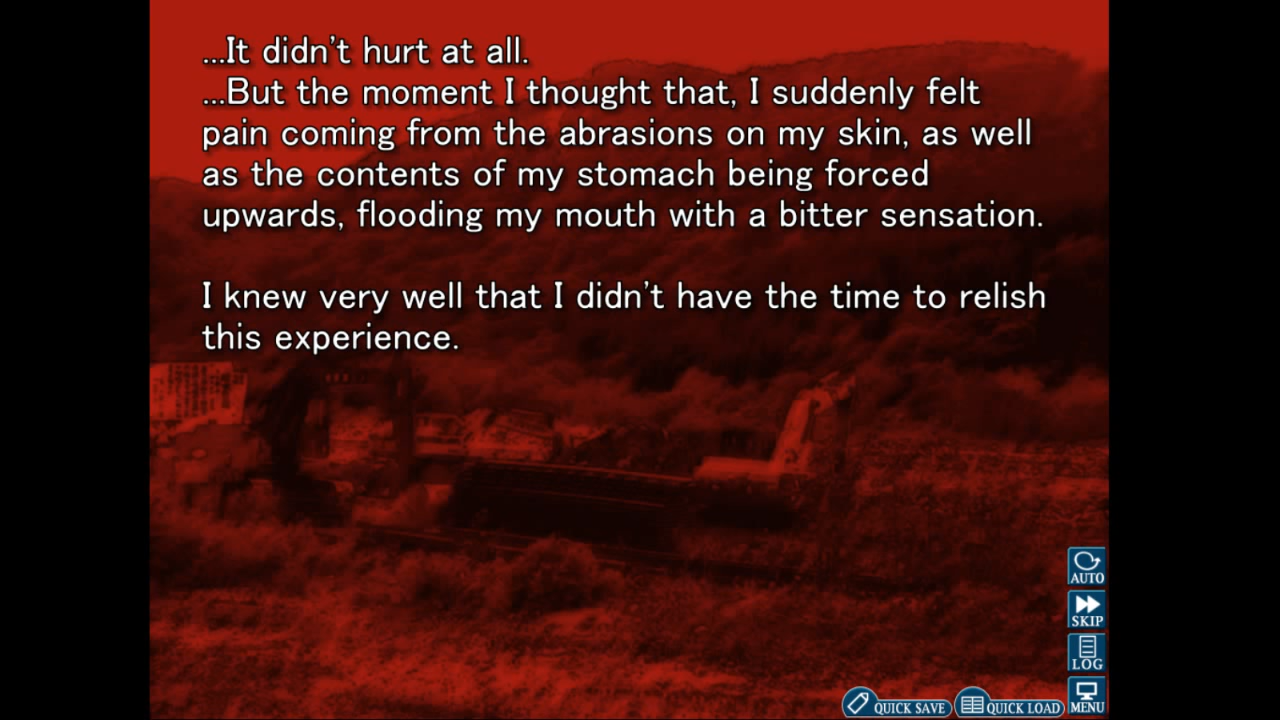 ...It didn't hurt at all.
...But the moment I thought that, I suddenly felt
pain coming from the abrasions on my skin, as well
as the contents of my stomach being forced
upwards, flooding my mouth with a bitter sensation.
I knew very well that I didn't have the time to relish
this experience.
AUTO
SKIP
LOG
MENU
QUICK SAVE
QUICK LOAD